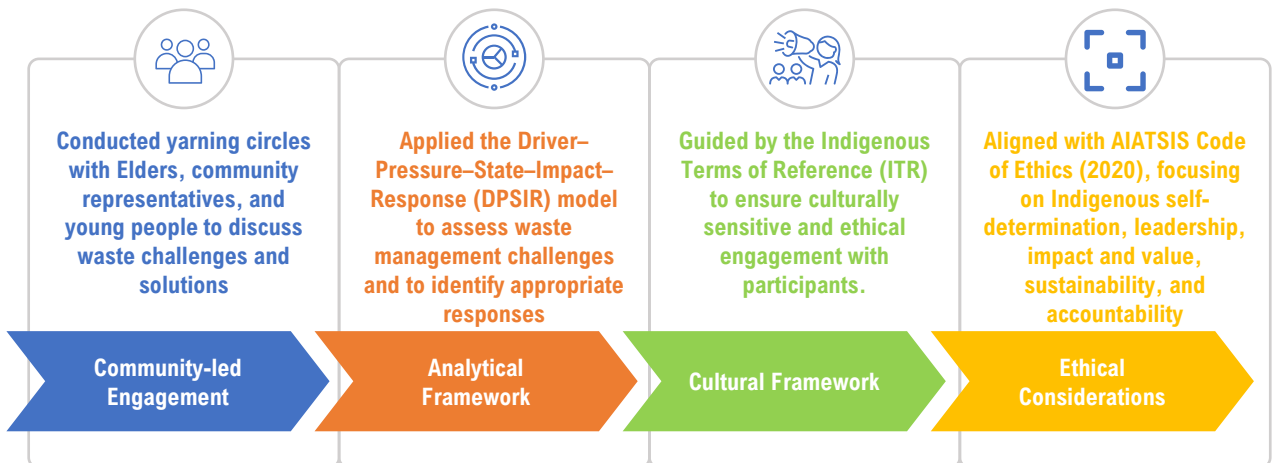 Conducted yarning circles
with Elders, community
representatives, and
young people to discuss
waste challenges and
solutions
Community-led
Engagement
Applied the Driver–
Pressure–State–Impact–
Response (DPSIR) model
to assess waste
management challenges
and to identify appropriate
responses
Analytical
Framework
Guided by the Indigenous
Terms of Reference (ITR)
to ensure culturally
sensitive and ethical
engagement with
participants.
Cultural Framework
Aligned with AIATSIS Code
of Ethics (2020), focusing
on Indigenous self-
determination, leadership,
impact and value,
sustainability, and
accountability
Ethical
Considerations